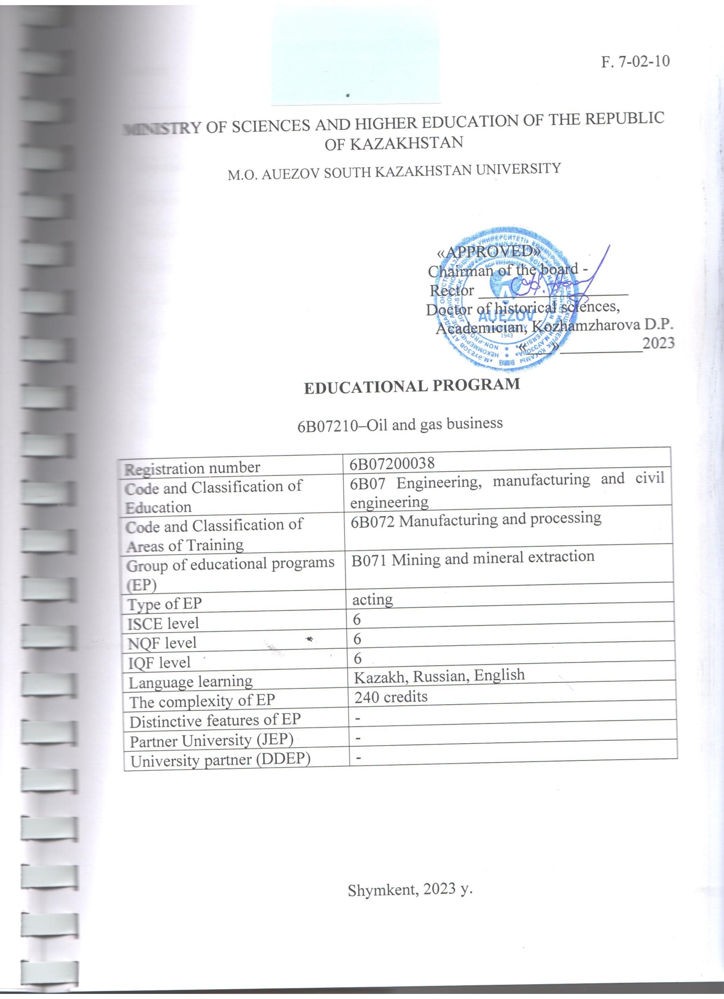 F. 7-02-10
MINISTRY OF SCIENCES AND HIGHER EDUCATION OF THE REPUBLIC
OF KAZAKHSTAN
M.O. AUEZOV SOUTH KAZAKHSTAN UNIVERSITY
«APPROVED»
Chairman of the board -
Rector
Doctor of historical sciences,
Academician, Kozhamzharova D.P.
«___»__________2023
AUEZOV
UNIVERSITY
1943
EDUCATIONAL PROGRAM
6B07210–Oil and gas business
Registration number 6B07200038
Code and Classification of 6B07 Engineering, manufacturing and civil
Education engineering
Code and Classification of 6B072 Manufacturing and processing
Areas of Training
Group of educational programs B071 Mining and mineral extraction
(EP)
Type of EP acting
ISCE level 6
NQF level 6
IQF level 6
Language learning Kazakh, Russian, English
The complexity of EP 240 credits
Distinctive features of EP -
Partner University (JEP) -
University partner (DDEP) -
Shymkent, 2023 y.